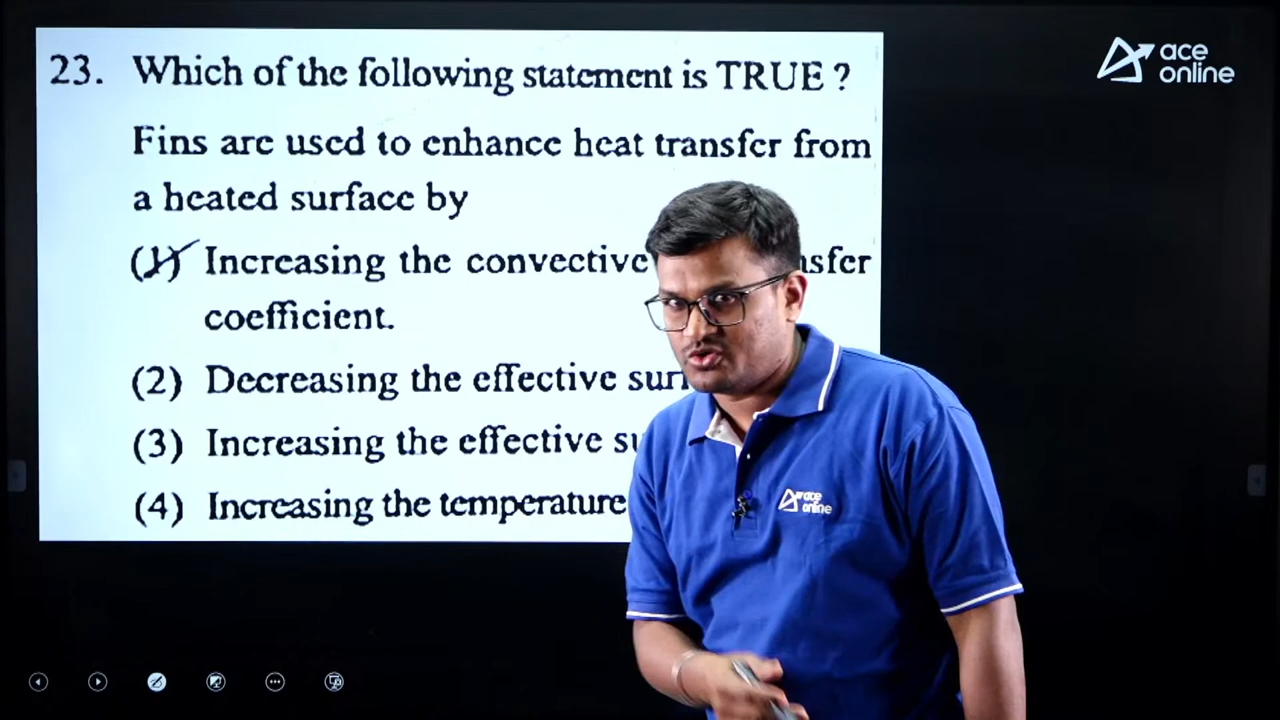 23. Which of the following statement is TRUE ?
Fins are used to enhance heat transfer from
a heated surface by
(1) Increasing the convective
coefficient.
(2) Decreasing the effective
(3) Increasing the effective
(4) Increasing the temperature
ace
online
ace
online